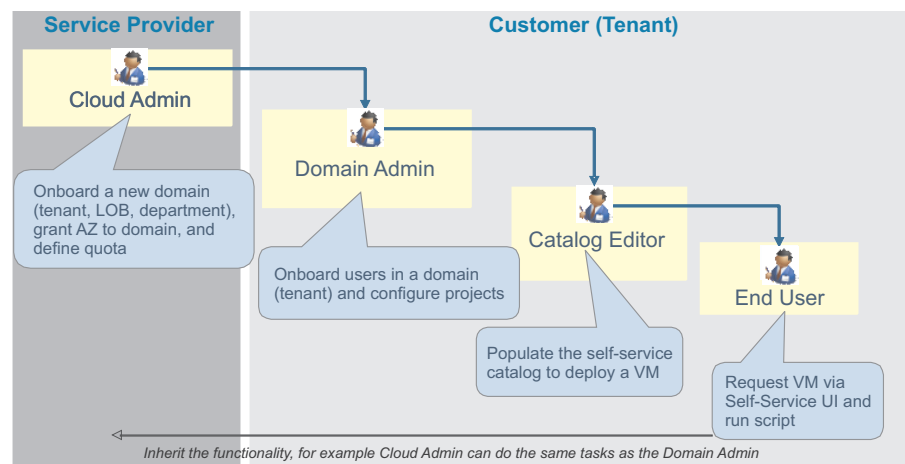 Service Provider
Customer (Tenant)
Cloud Admin
Domain Admin
Onboard a new domain
(tenant, LOB, department),
grant AZ to domain, and
define quota
Catalog Editor
Onboard users in a domain
(tenant) and configure projects
End User
Populate the self-service
catalog to deploy a VM
Request VM via
Self-Service UI and
run script
Inherit the functionality, for example Cloud Admin can do the same tasks as the Domain Admin